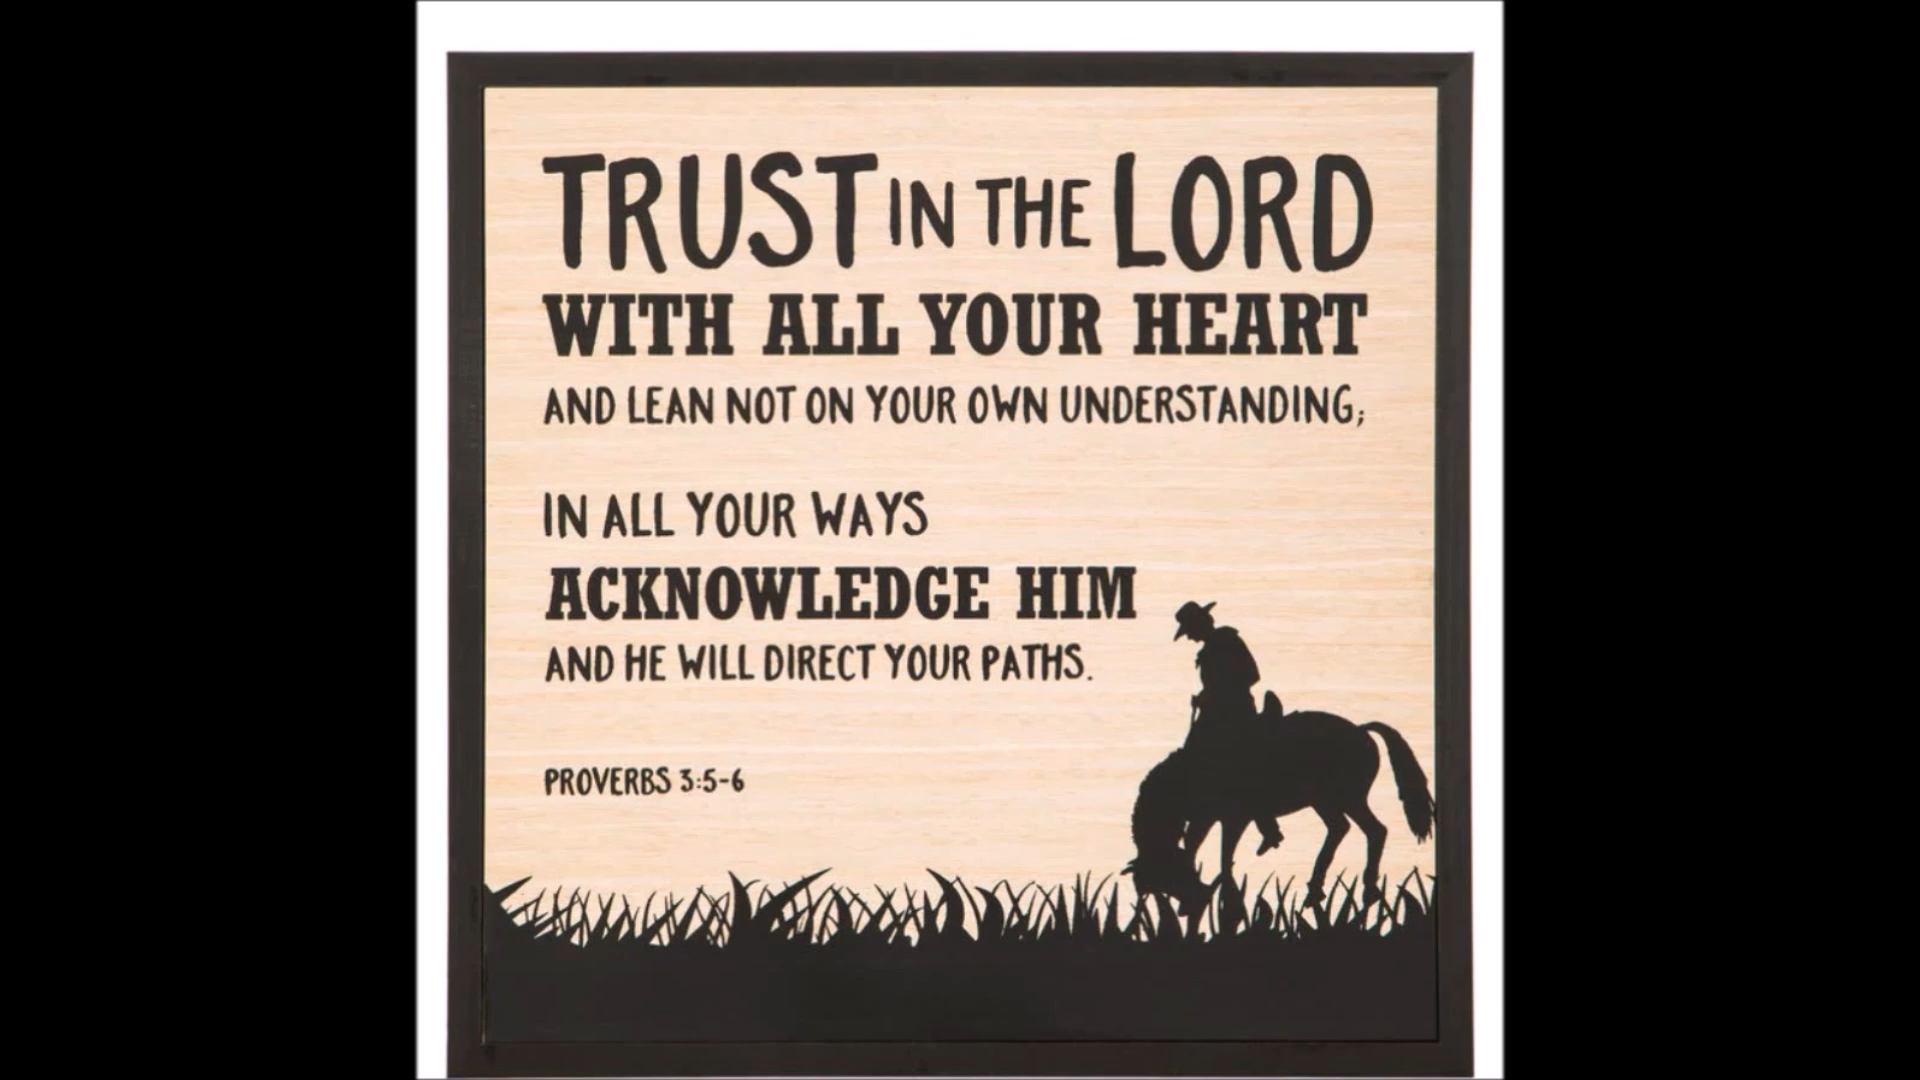 TRUST IN THE LORD
WITH ALL YOUR HEART
AND LEAN NOT ON YOUR OWN UNDERSTANDING;
IN ALL YOUR WAYS
ACKNOWLEDGE HIM
AND HE WILL DIRECT YOUR PATHS.
PROVERBS 3:5-6